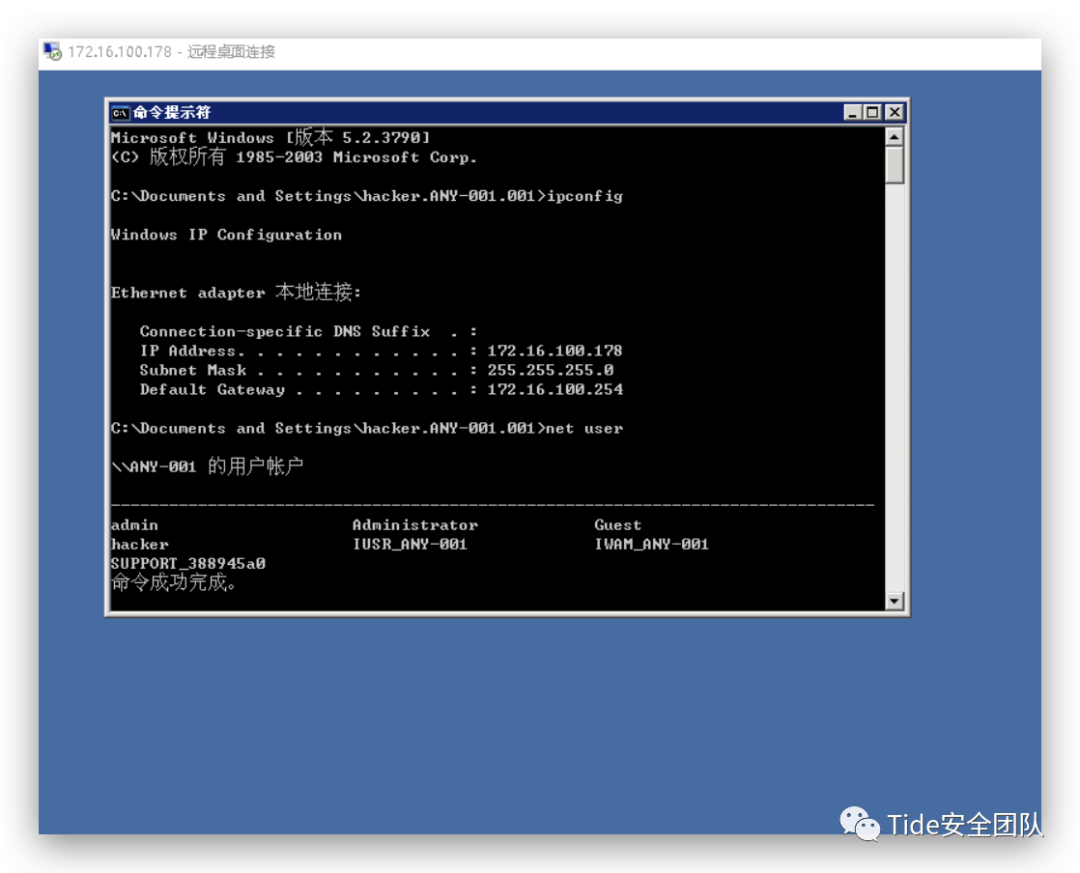 172.16.100.178 - 远程桌面连接
命令提示符
Microsoft Windows [版本 5.2.3790]
(C) 版权所有 1985-2003 Microsoft Corp.
C:\Documents and Settings\hacker.ANY-001.001>ipconfig
Windows IP Configuration
Ethernet adapter 本地连接:
Connection-specific DNS Suffix . :
IP Address. . . . . . . . . . . . : 172.16.100.178
Subnet Mask . . . . . . . . . . . : 255.255.255.0
Default Gateway . . . . . . . . . : 172.16.100.254
C:\Documents and Settings\hacker.ANY-001.001>net user
\\ANY-001 的用户帐户
-------------------------------------------------------------------------------
admin Administrator Guest
hacker IUSR_ANY-001 IWAM_ANY-001
SUPPORT_388945a0
命令成功完成。
Tide安全团队